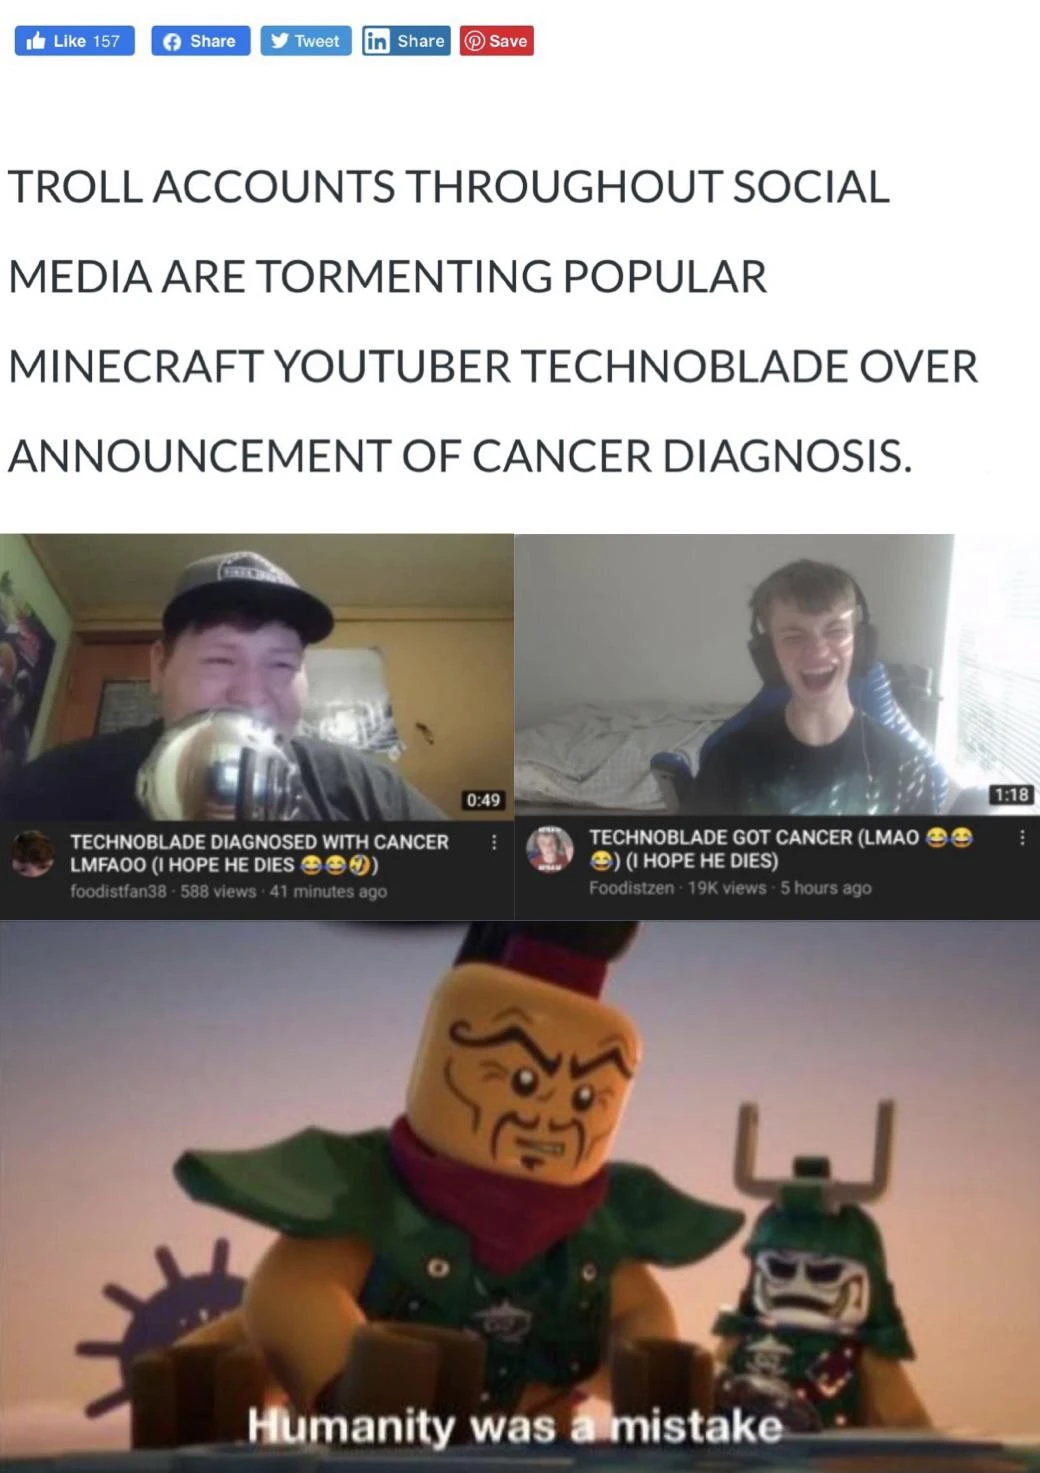 Like 157 Share Tweet in Share Save
TROLL ACCOUNTS THROUGHOUT SOCIAL
MEDIA ARE TORMENTING POPULAR
MINECRAFT YOUTUBER TECHNOBLADE OVER
ANNOUNCEMENT OF CANCER DIAGNOSIS.
0:49
TECHNOBLADE DIAGNOSED WITH CANCER
LMFAOO (I HOPE HE DIES 😂😂🤣)
foodistfan38 · 588 views · 41 minutes ago
1:18
TECHNOBLADE GOT CANCER (LMAO 😂😂
😂) (I HOPE HE DIES)
Foodistzen · 19K views · 5 hours ago
Humanity was a mistake